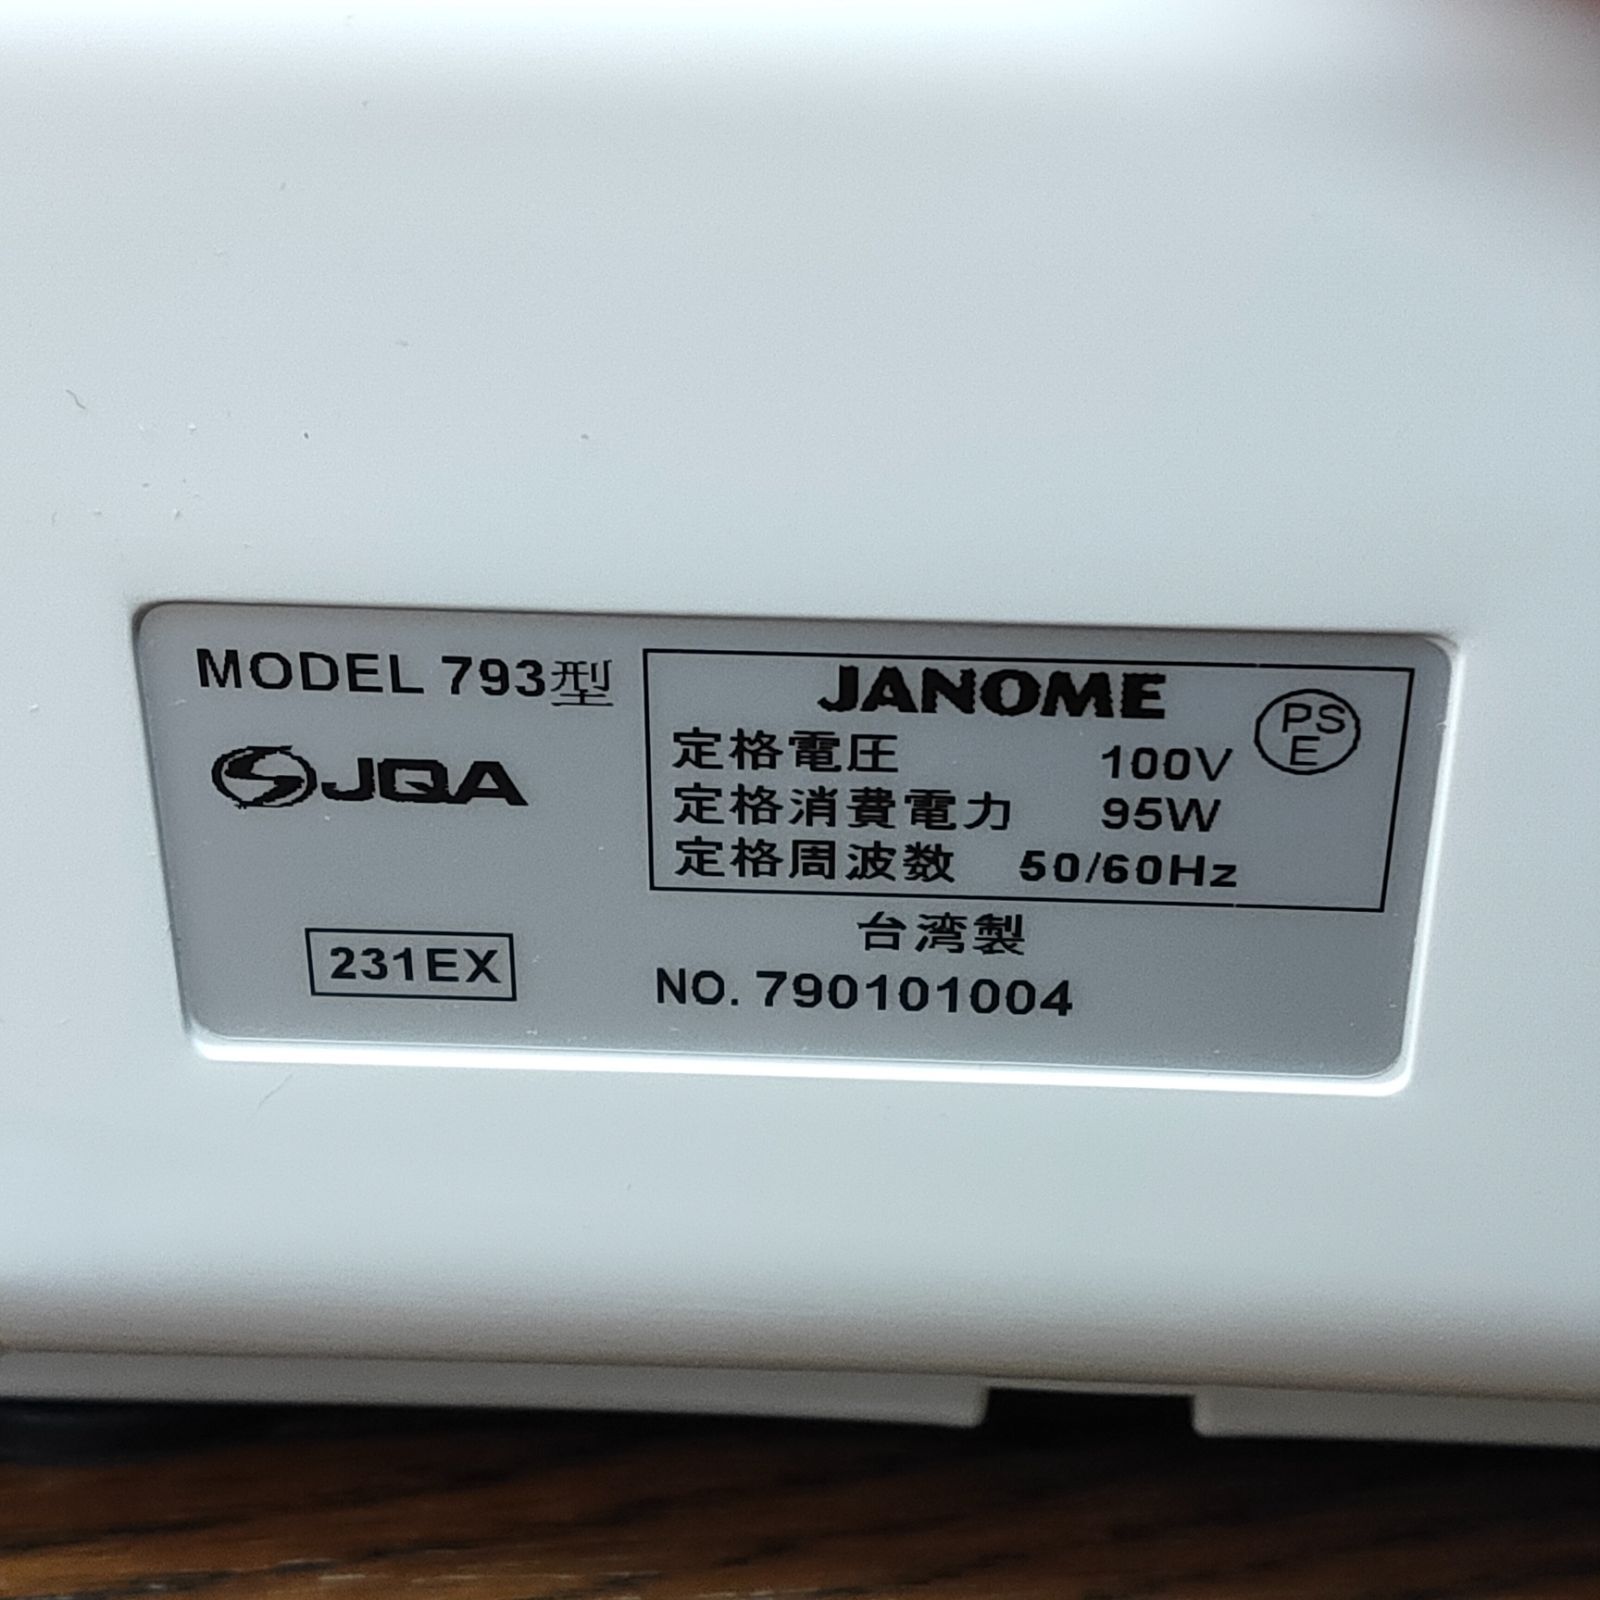 MODEL 793型
JQA
231EX
JANOME
PS
E
定格電圧 100V
定格消費電力 95W
定格周波数 50/60Hz
台湾製
NO. 790101004